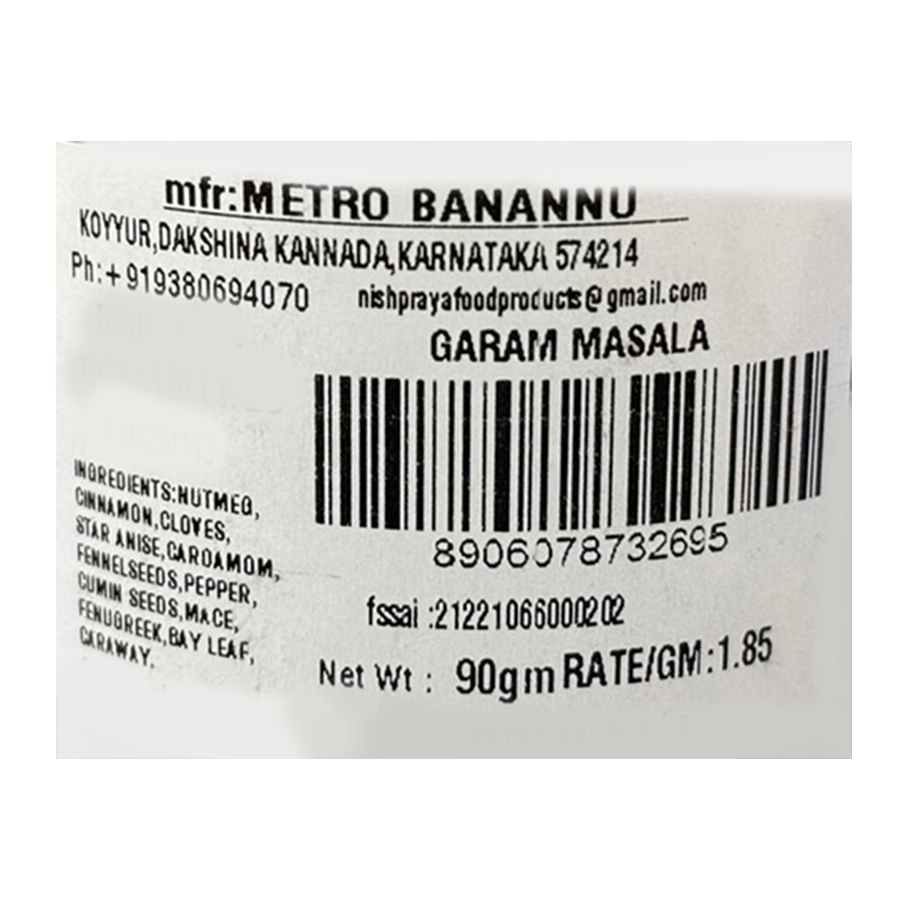 mfr:METRO BANANNU
KOYYUR,DAKSHINA KANNADA,KARNATAKA 574214
Ph:+919380694070 nishprayafoodproducts@gmail.com
GARAM MASALA
8906078732695
INGREDIENTS:NUTMEG,
CINNAMON,CLOVES,
STAR ANISE,CARDAMOM,
FENNELSEEDS,PEPPER,
CUMIN SEEDS,MACE,
FENUGREEK,BAY LEAF,
CARAWAY.
fssai :21221066000202
Net Wt : 90gm RATE/GM:1.85